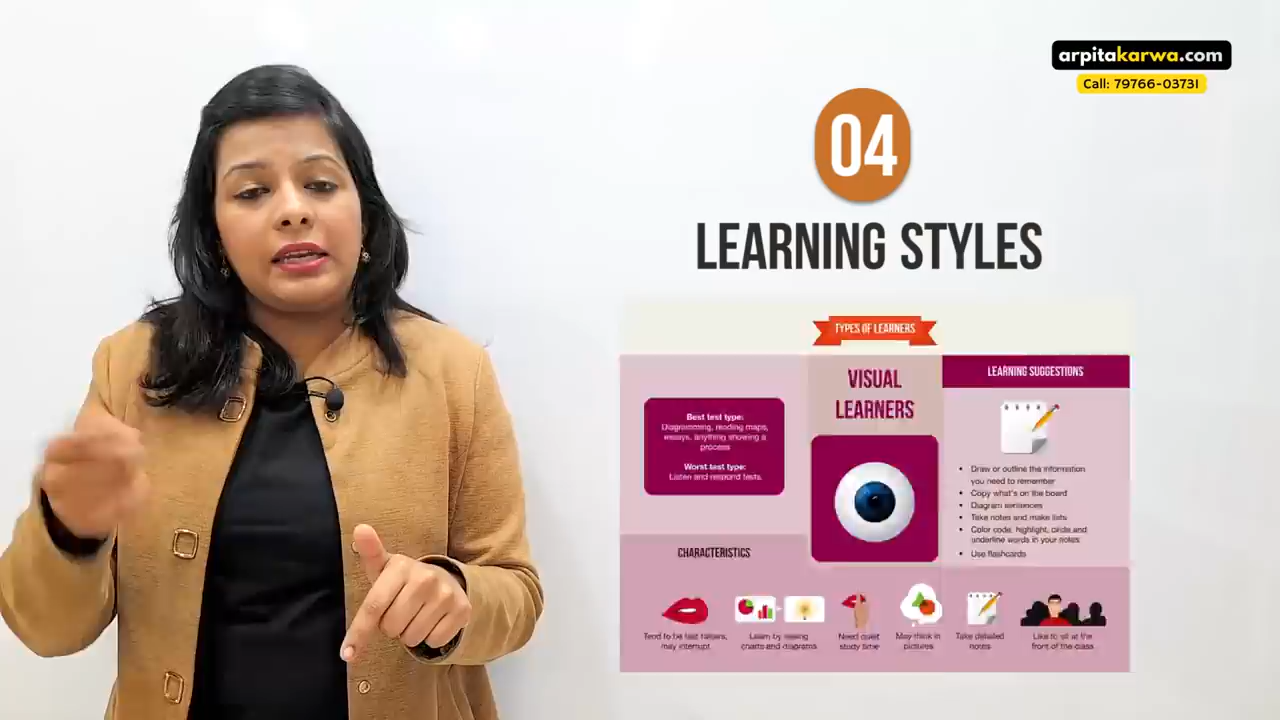 arpitakarwa.com
Call: 79766-03731
04
LEARNING STYLES
TYPES OF LEARNERS
Best test type:
Diagramming, reading maps,
essays, anything showing a
process
Worst test type:
Listen and respond tests.
VISUAL
LEARNERS
LEARNING SUGGESTIONS
Draw or outline the information
you need to remember
Copy what's on the board
Diagram sentences
Take notes and make lists
Color code, highlight, circle and
underline words in your notes
Use flashcards
CHARACTERISTICS
Tend to be fast talkers,
may interrupt
Learn by seeing
charts and diagrams
Need quiet
study time
May think in
pictures
Take detailed
notes
Like to sit at the
front of the class